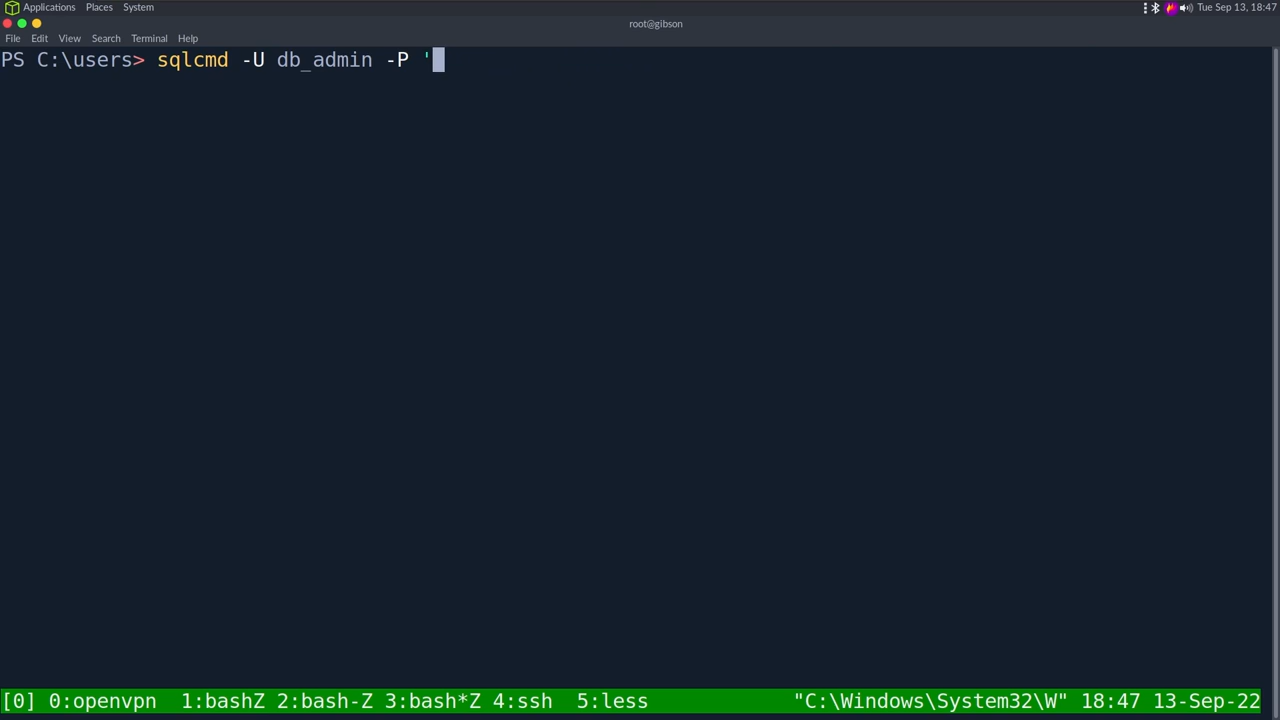 Applications Places System Tue Sep 13, 18:47
root@gibson
File Edit View Search Terminal Help
PS C:\users> sqlcmd -U db_admin -P '
[0] 0:openvpn 1:bashZ 2:bash-Z 3:bash*Z 4:ssh 5:less "C:\Windows\System32\W" 18:47 13-Sep-22